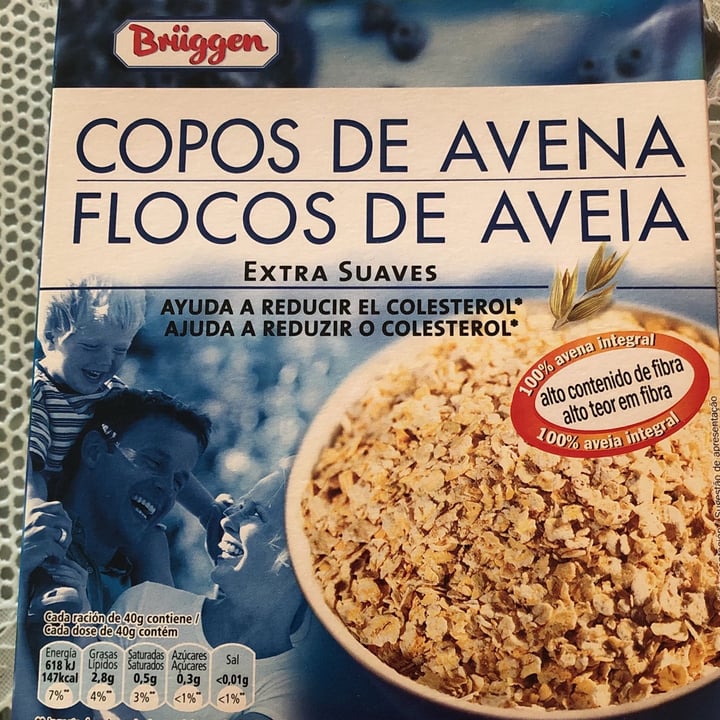 Brüggen
COPOS DE AVENA
FLOCOS DE AVEIA
EXTRA SUAVES
AYUDA A REDUCIR EL COLESTEROL*
AJUDA A REDUZIR O COLESTEROL*
100% avena integral
alto contenido de fibra
alto teor em fibra
100% aveia integral
de apresentação
Cada ración de 40g contiene /
Cada dose de 40g contém
Energía Grasas Saturadas Azúcares Sal
Lípidos Saturados Açúcares
618 kJ
147kcal 2,8g 0,5g 0,3g <0,01g
7%** 4%** 3%** <1%** <1%**